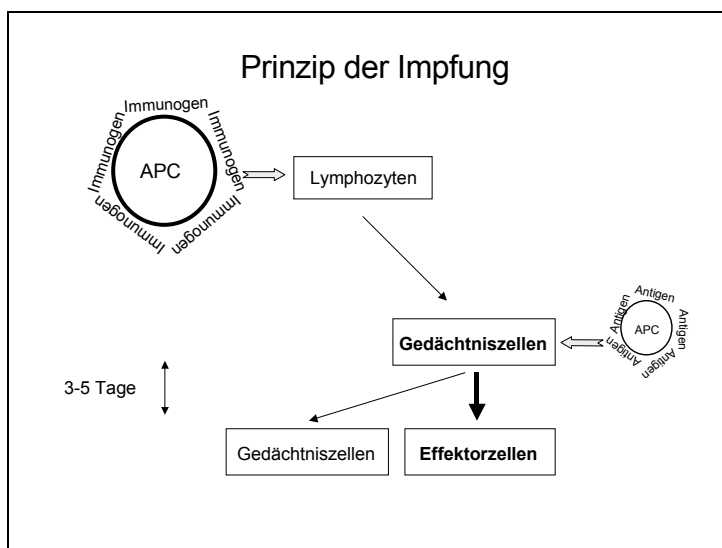 Prinzip der Impfung
Immunogen
Immunogen
Immunogen
Immunogen
Immunogen
APC
Lymphozyten
Antigen
Antigen
Antigen
Antigen
Antigen
APC
Gedächtniszellen
3-5 Tage
Gedächtniszellen
Effektorzellen